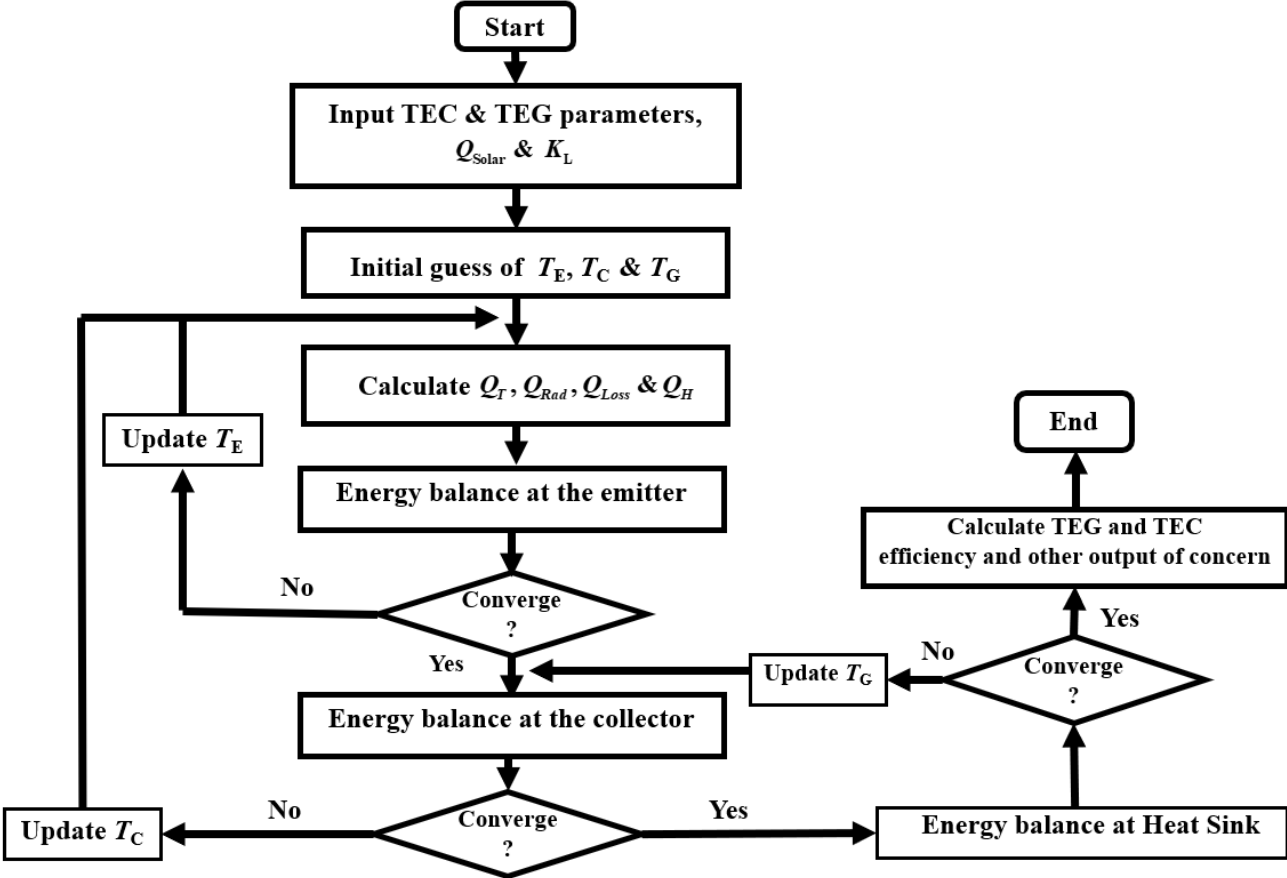 Start
Input TEC & TEG parameters,
Q_Solar & K_L
Initial guess of T_E, T_C & T_G
Calculate Q_T, Q_Rad, Q_Loss & Q_H
Update T_E
Energy balance at the emitter
No
Converge
?
Yes
Energy balance at the collector
No
Converge
?
Yes
Update T_C
Energy balance at Heat Sink
Converge
?
No
Update T_G
Yes
Calculate TEG and TEC
efficiency and other output of concern
End